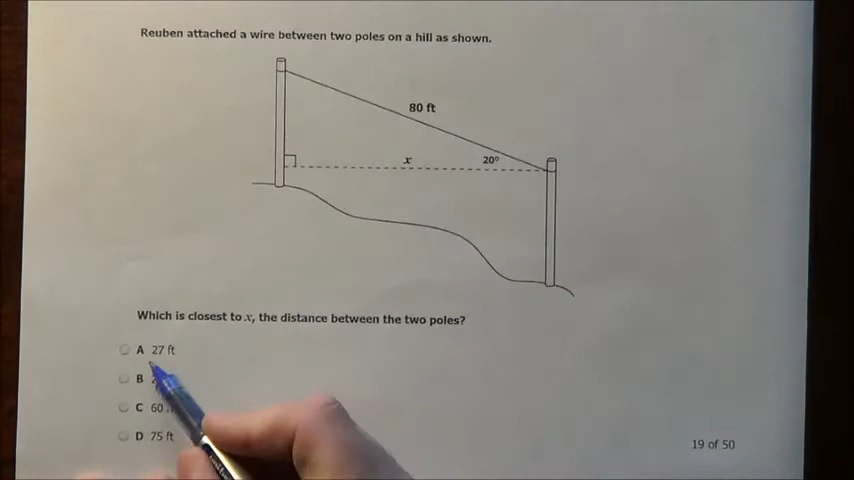 Reuben attached a wire between two poles on a hill as shown.
80 ft
x
20°
Which is closest to x, the distance between the two poles?
A 27 ft
B
C 60
D 75 ft
19 of 50